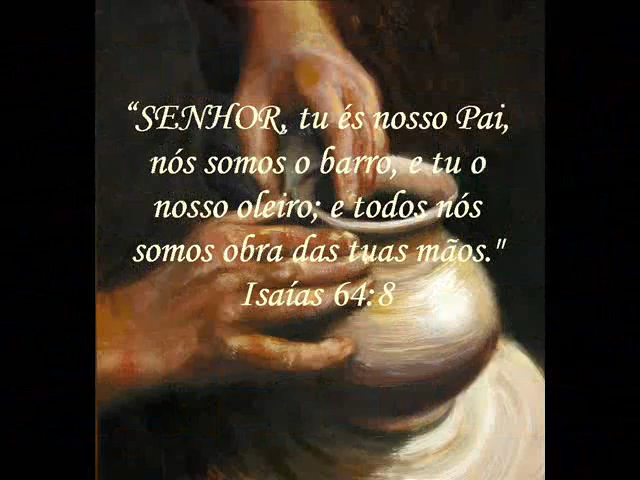 “SENHOR, tu és nosso Pai,
nós somos o barro, e tu o
nosso oleiro; e todos nós
somos obra das tuas mãos."
Isaías 64:8